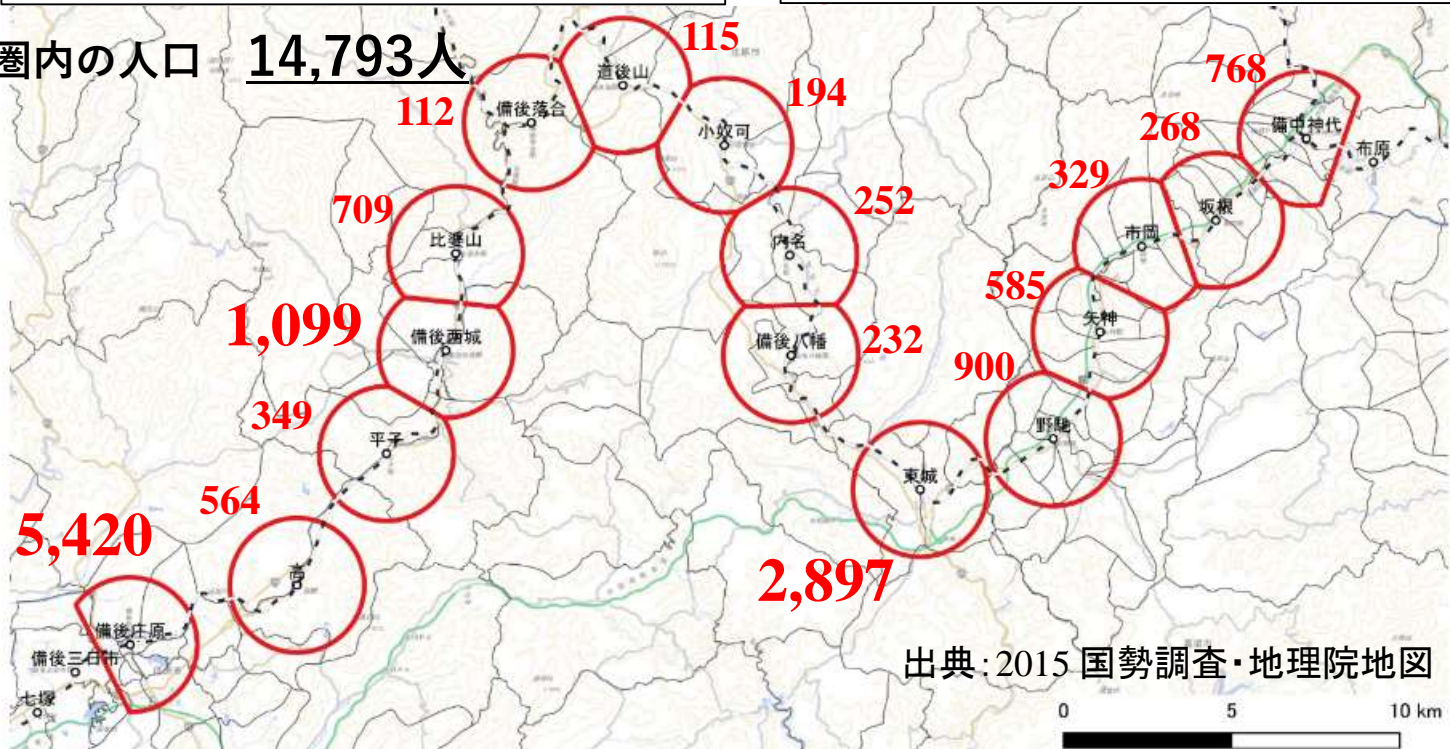 圏内の人口 14,793人
115
道後山
768
112
備後落合
194
小奴可
268
備中神代
布原
329
坂根
709
比婆山
252
内名
市岡
585
矢神
1,099
備後西城
備後八幡
232
900
349
平子
野馳
東城
564
5,420
高
2,897
備後庄原
備後三日市
七塚
出典:2015 国勢調査・地理院地図
0 5 10 km